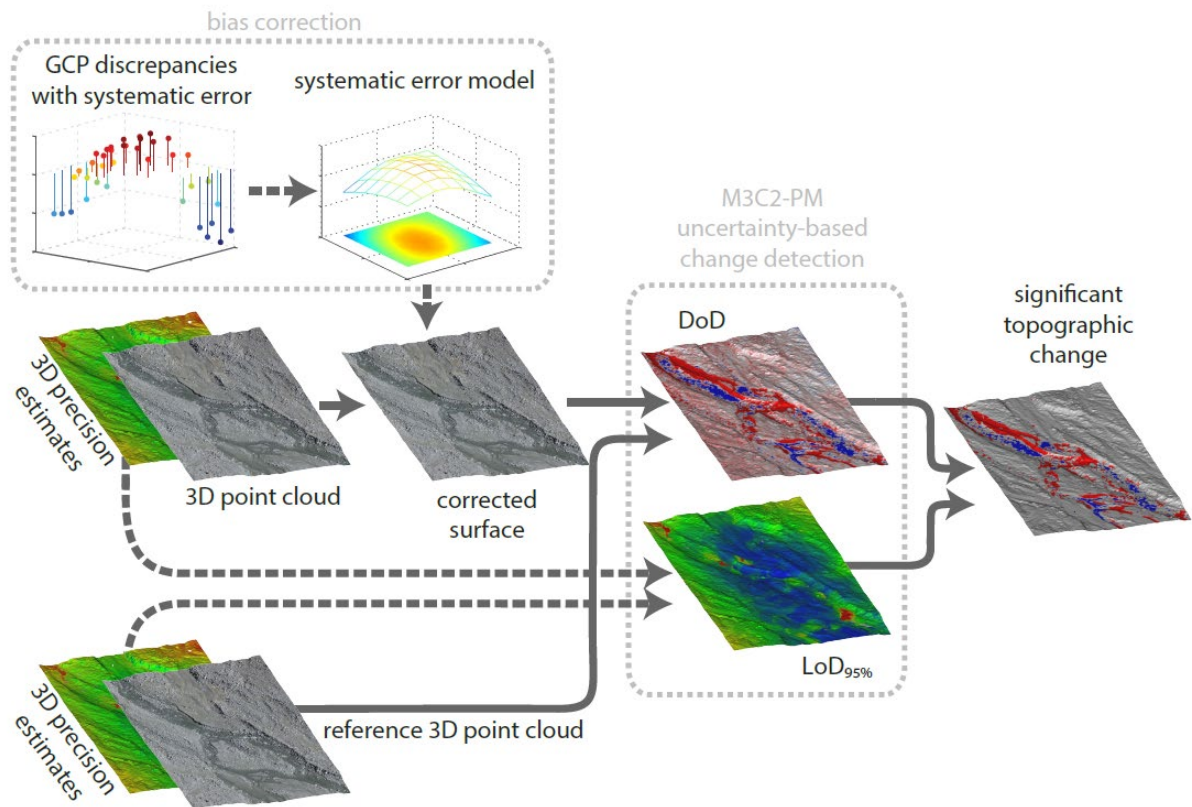 bias correction
GCP discrepancies
with systematic error
systematic error model
M3C2-PM
uncertainty-based
change detection
significant
topographic
change
DoD
3D precision
estimates
3D point cloud
corrected
surface
LoD95%
3D precision
estimates
reference 3D point cloud